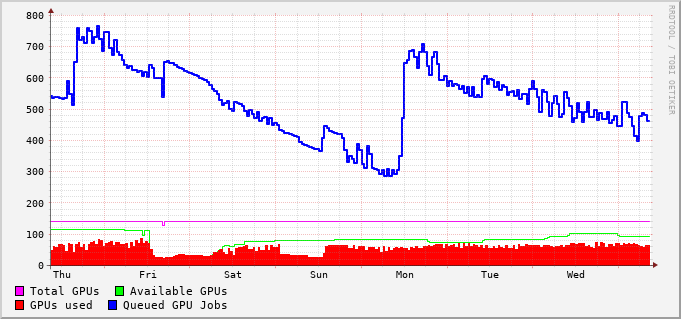 800
700
600
500
400
300
200
100
0
Thu Fri Sat Sun Mon Tue Wed
Total GPUs Available GPUs
GPUs used Queued GPU Jobs
RRDTOOL / TOBI OETIKER